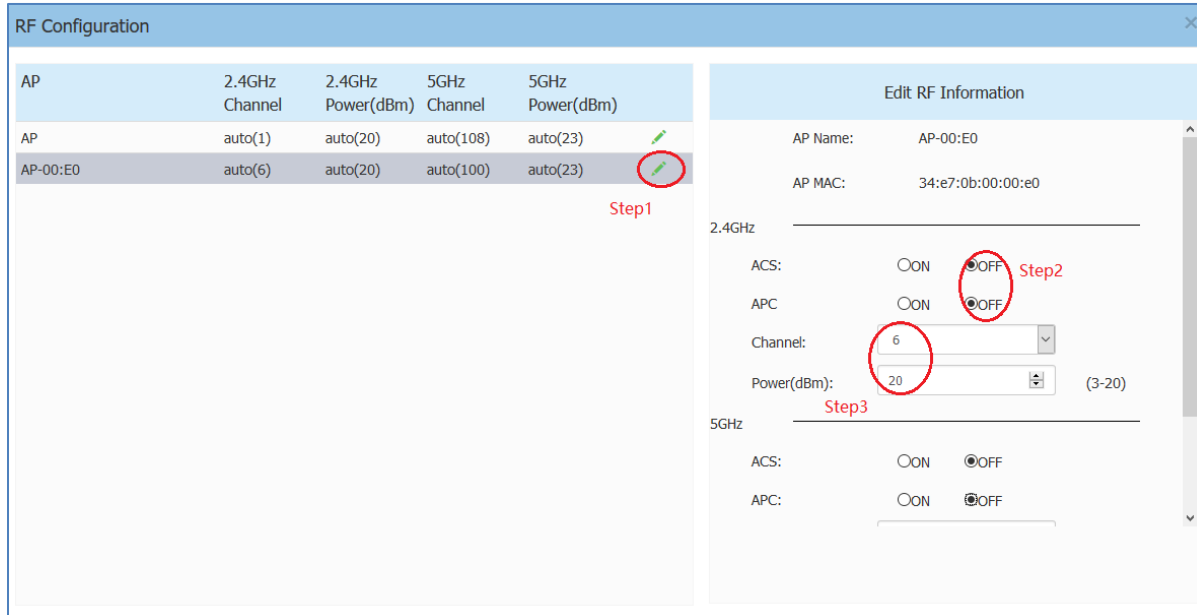 RF Configuration
AP 2.4GHz Channel 2.4GHz Power(dBm) 5GHz Channel 5GHz Power(dBm)
AP auto(1) auto(20) auto(108) auto(23)
AP-00:E0 auto(6) auto(20) auto(100) auto(23)
Step1
Edit RF Information
AP Name: AP-00:E0
AP MAC: 34:e7:0b:00:00:e0
2.4GHz
ACS: ON OFF Step2
APC ON OFF
Channel: 6
Power(dBm): 20 (3-20)
Step3
5GHz
ACS: ON OFF
APC: ON OFF